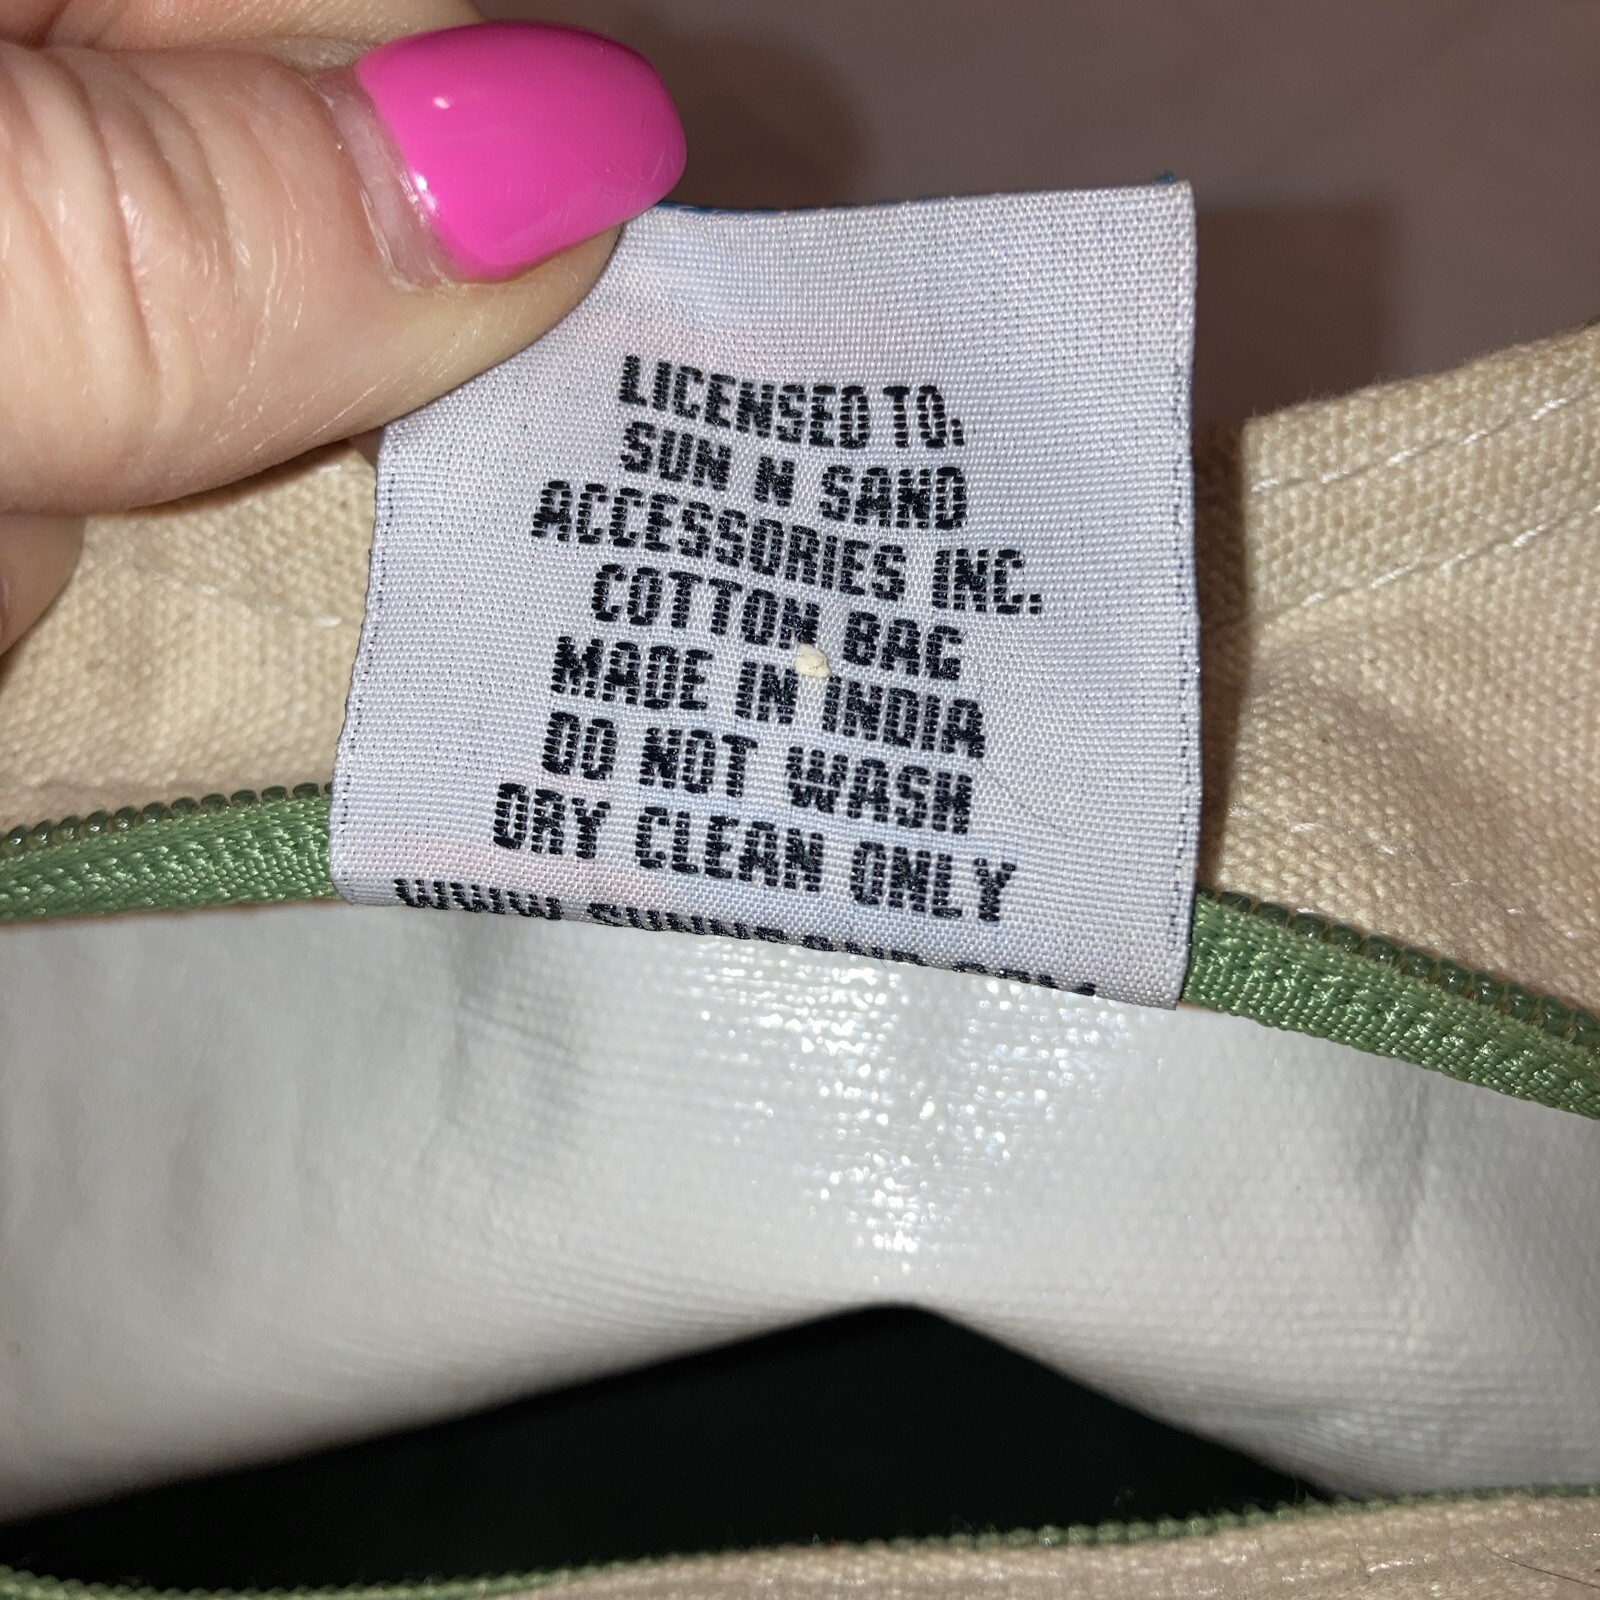 LICENSED TO:
SUN N SAND
ACCESSORIES INC.
COTTON BAG
MADE IN INDIA
DO NOT WASH
DRY CLEAN ONLY